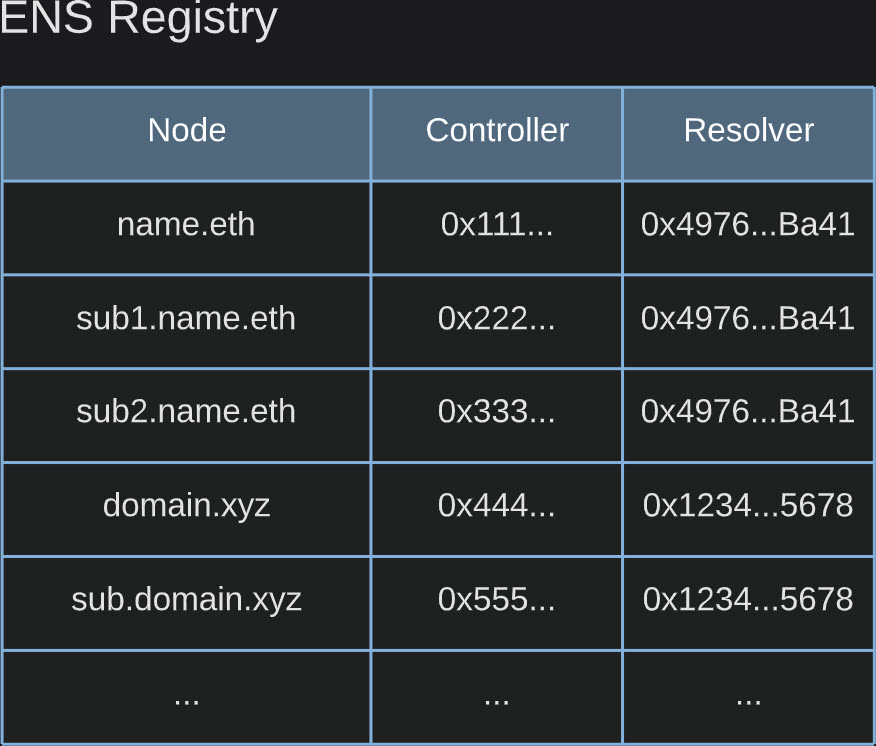 ENS Registry
Node Controller Resolver
name.eth 0x111... 0x4976...Ba41
sub1.name.eth 0x222... 0x4976...Ba41
sub2.name.eth 0x333... 0x4976...Ba41
domain.xyz 0x444... 0x1234...5678
sub.domain.xyz 0x555... 0x1234...5678
... ... ...